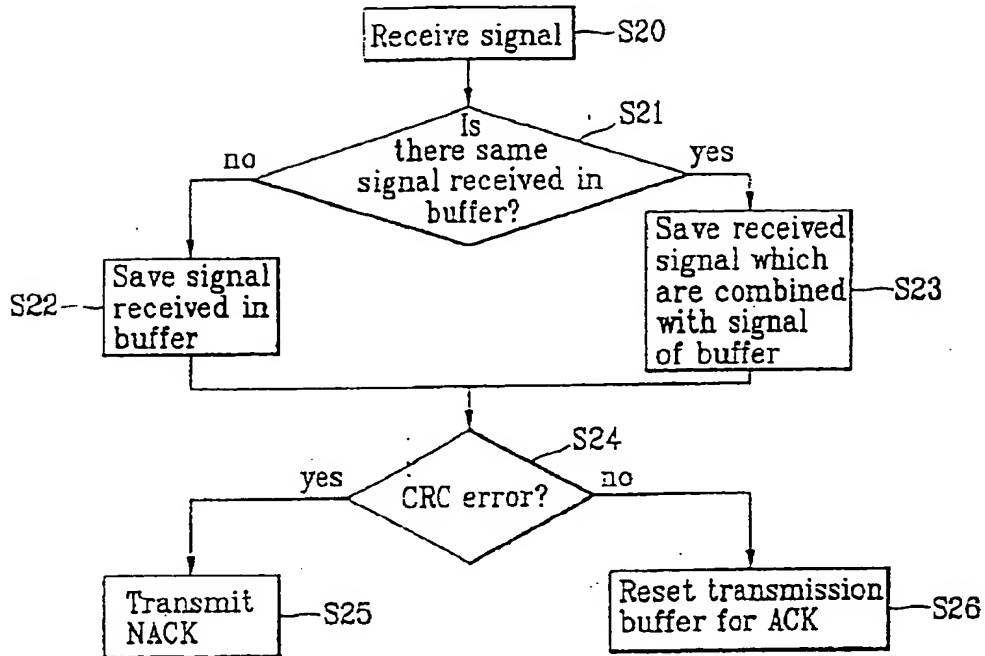 Receive signal
S20
Is
there same
signal received in
buffer?
S21
no
yes
Save signal
received in
buffer
S22
Save received
signal which
are combined
with signal
of buffer
S23
CRC error?
S24
yes
no
Transmit
NACK
S25
Reset transmission
buffer for ACK
S26